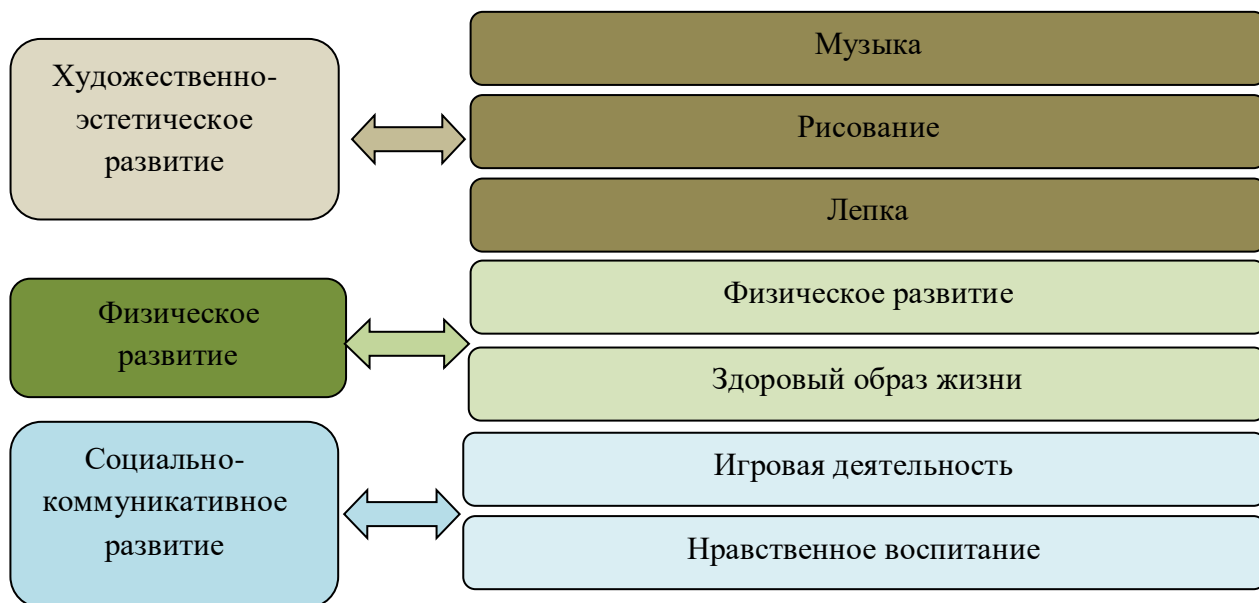 Художественно-
эстетическое
развитие
Музыка
Рисование
Лепка
Физическое
развитие
Физическое развитие
Здоровый образ жизни
Социально-
коммуникативное
развитие
Игровая деятельность
Нравственное воспитание